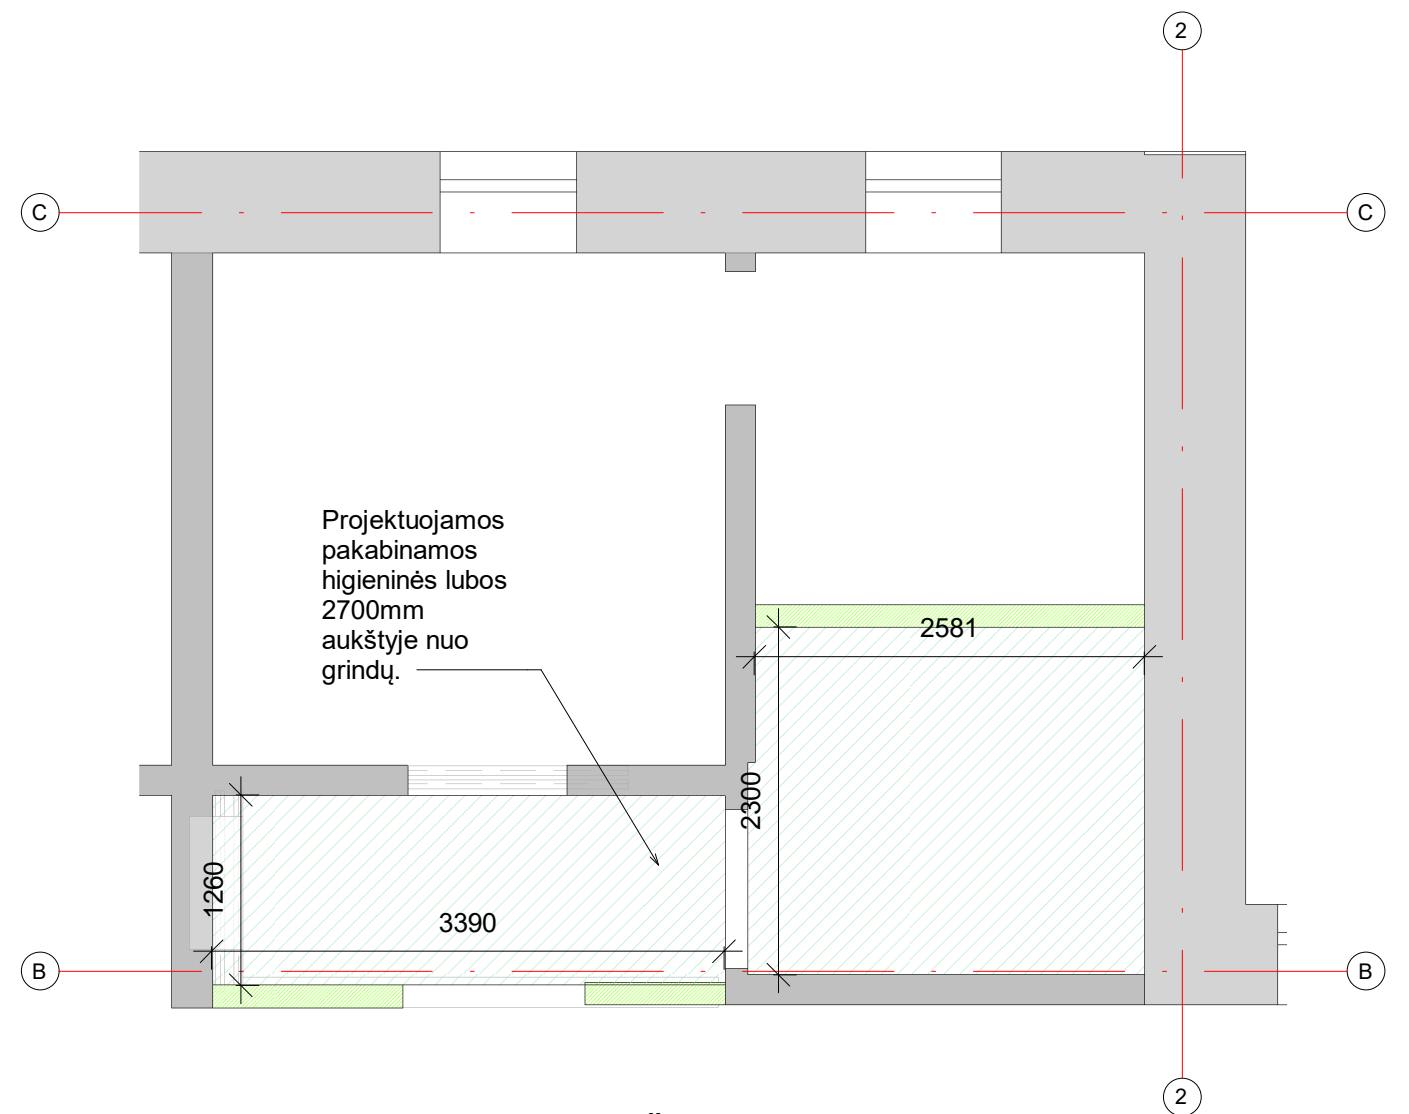 2
C
C
Projektuojamos
pakabinamos
higieninės lubos
2700mm
aukštyje nuo
grindų.
2581
2300
1260
3390
B
B
2